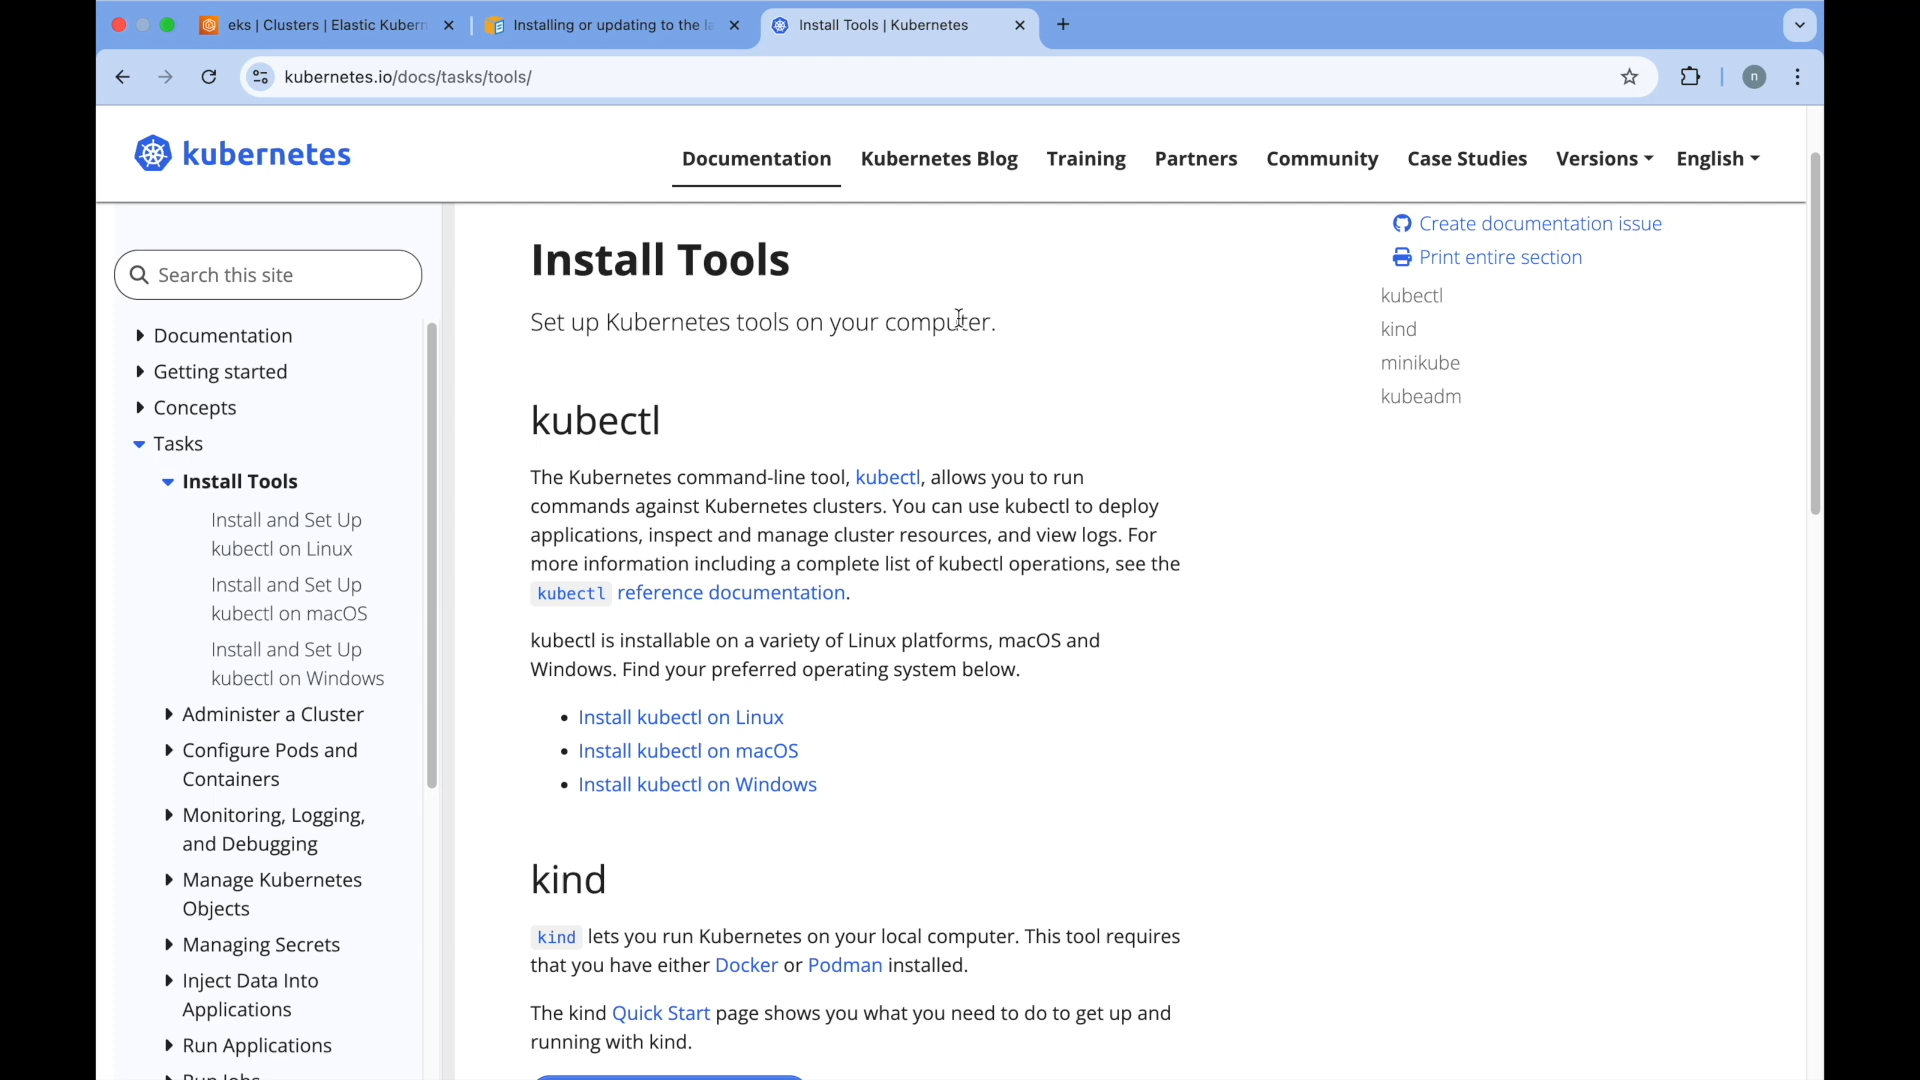 eks | Clusters | Elastic Kubern
Installing or updating to the la
Install Tools | Kubernetes
kubernetes.io/docs/tasks/tools/
n
kubernetes
Documentation
Kubernetes Blog
Training
Partners
Community
Case Studies
Versions
English
Search this site
Documentation
Getting started
Concepts
Tasks
Install Tools
Install and Set Up
kubectl on Linux
Install and Set Up
kubectl on macOS
Install and Set Up
kubectl on Windows
Administer a Cluster
Configure Pods and
Containers
Monitoring, Logging,
and Debugging
Manage Kubernetes
Objects
Managing Secrets
Inject Data Into
Applications
Run Applications
Run Jobs
Install Tools
Set up Kubernetes tools on your computer.
kubectl
The Kubernetes command-line tool, kubectl, allows you to run
commands against Kubernetes clusters. You can use kubectl to deploy
applications, inspect and manage cluster resources, and view logs. For
more information including a complete list of kubectl operations, see the
kubectl reference documentation.
kubectl is installable on a variety of Linux platforms, macOS and
Windows. Find your preferred operating system below.
• Install kubectl on Linux
• Install kubectl on macOS
• Install kubectl on Windows
kind
kind lets you run Kubernetes on your local computer. This tool requires
that you have either Docker or Podman installed.
The kind Quick Start page shows you what you need to do to get up and
running with kind.
Create documentation issue
Print entire section
kubectl
kind
minikube
kubeadm